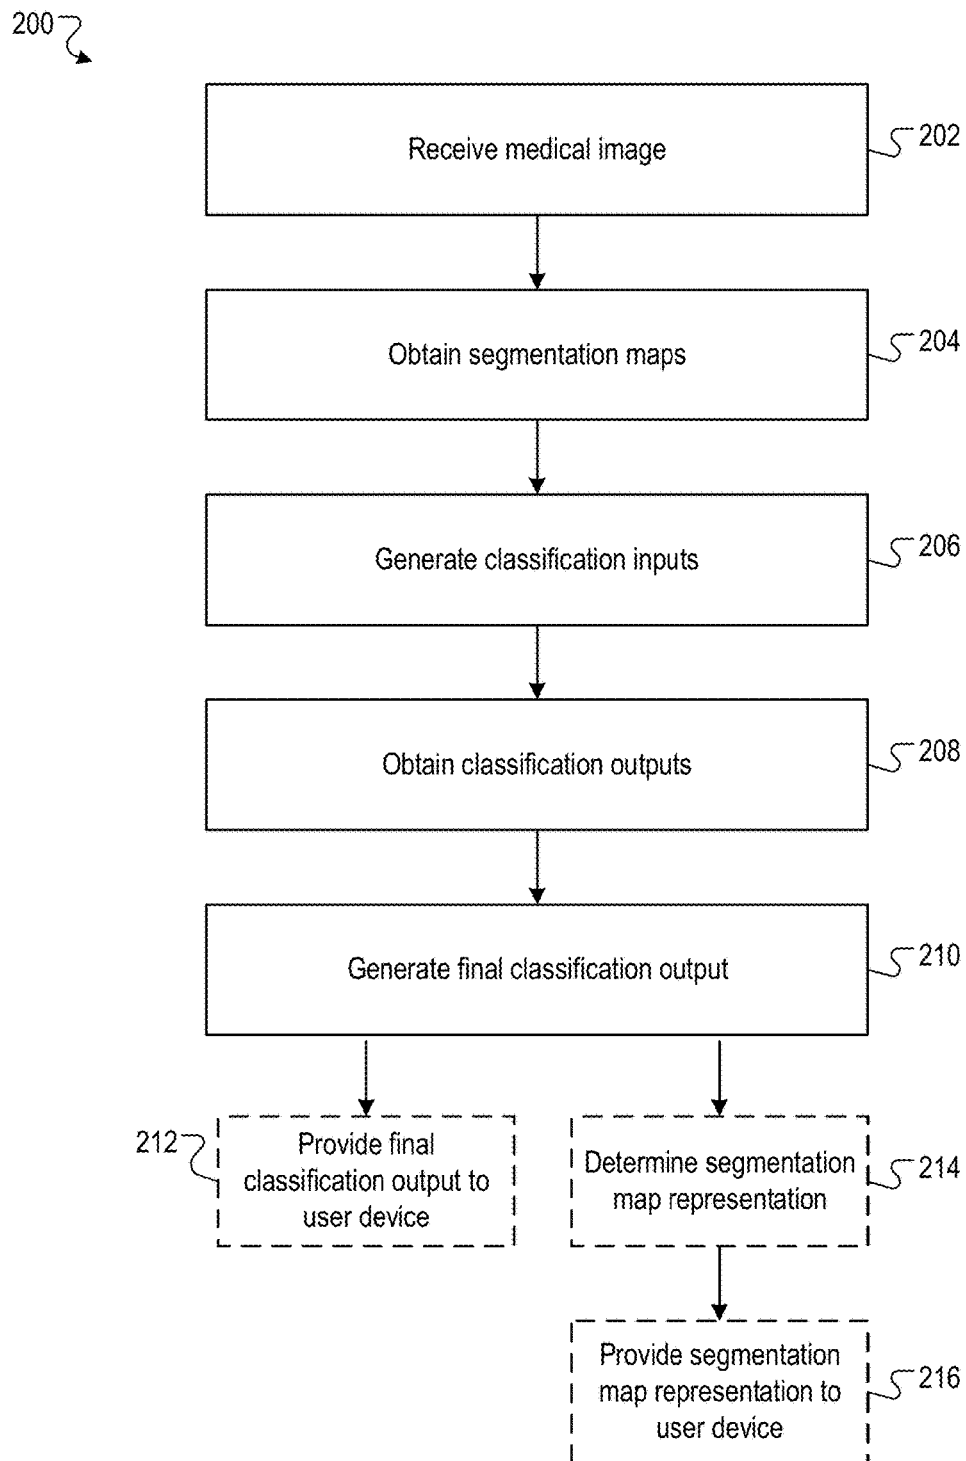 200
Receive medical image
202
Obtain segmentation maps
204
Generate classification inputs
206
Obtain classification outputs
208
Generate final classification output
210
212
Provide final
classification output to
user device
Determine segmentation
map representation
214
Provide segmentation
map representation to
user device
216